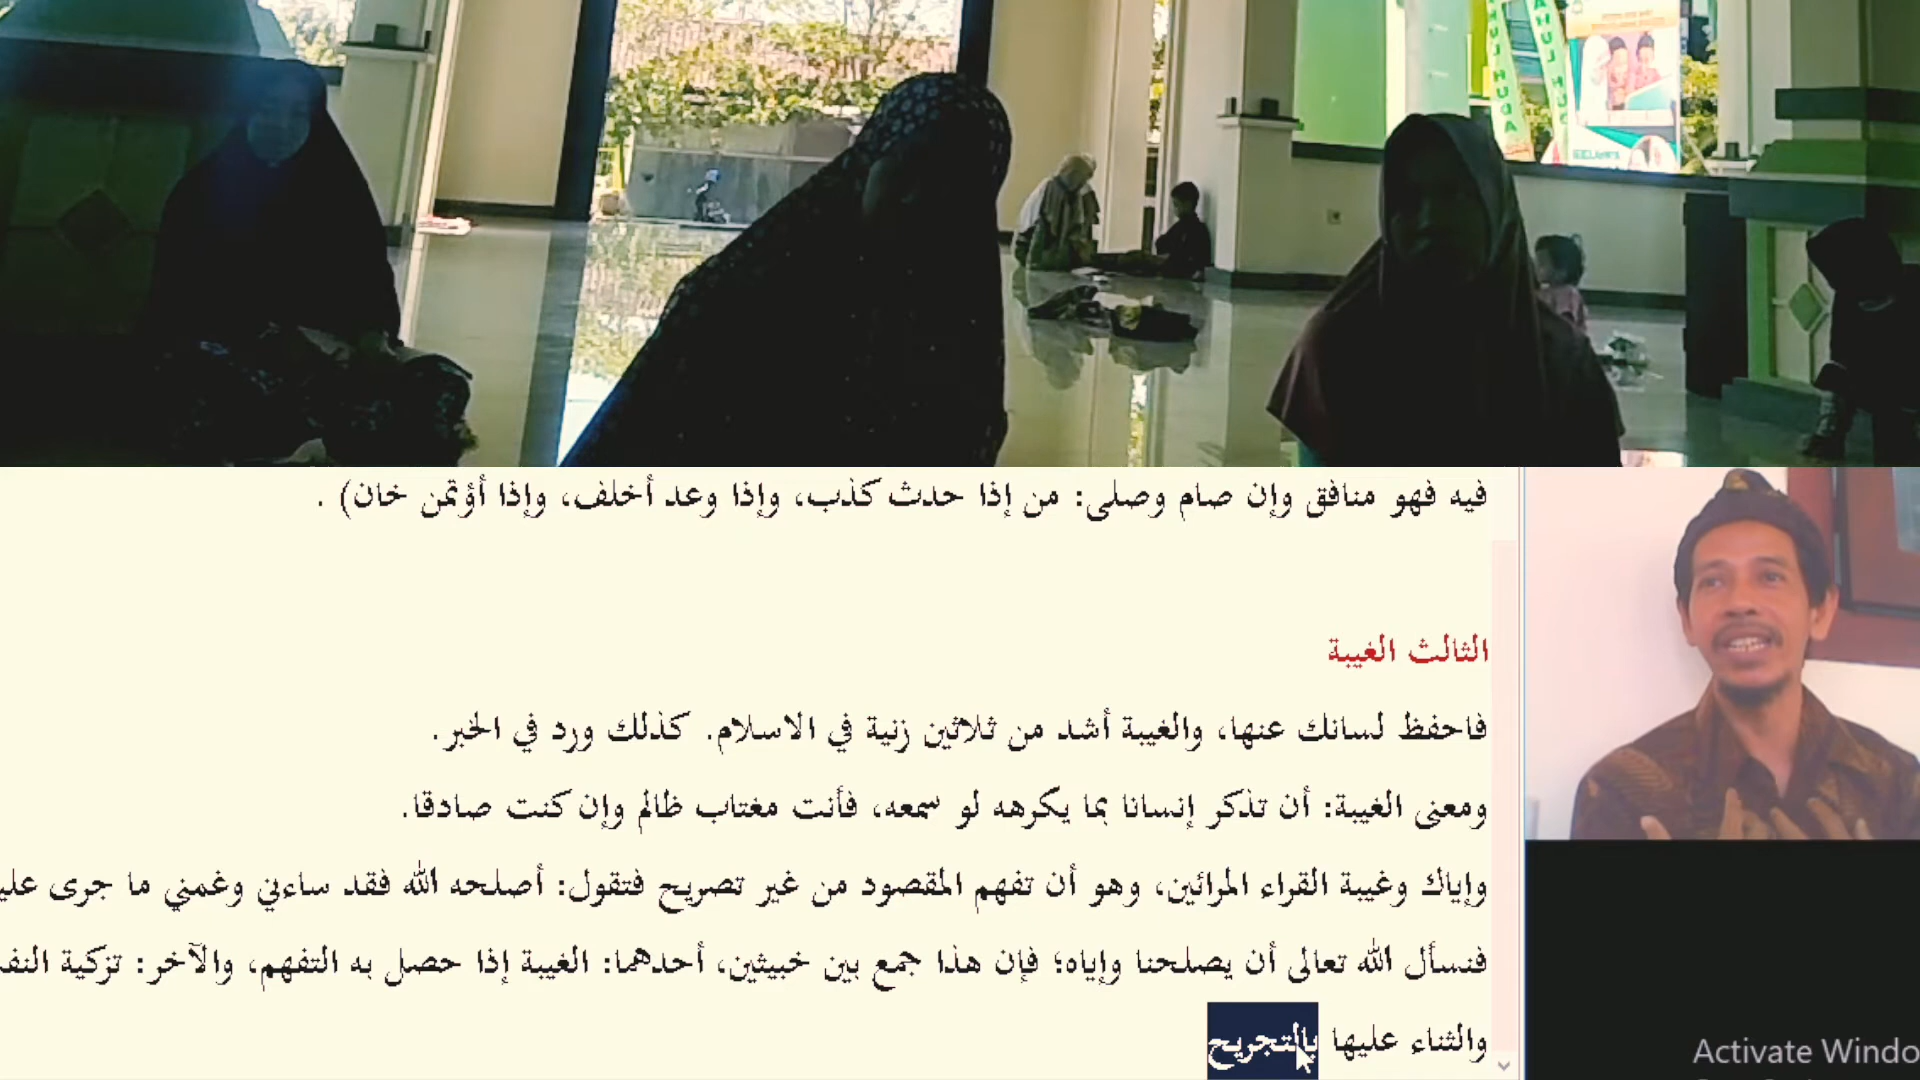 فيه فهو منافق وإن صام وصلى: من إذا حدث كذب، وإذا وعد أخلف، وإذا أؤتمن خان) .
الثالث الغيبة
فاحفظ لسانك عنها، والغيبة أشد من ثلاثين زنية في الاسلام. كذلك ورد في الخبر.
ومعنى الغيبة: أن تذكر إنسانا بما يكرهه لو سمعه، فأنت مغتاب ظالم وإن كنت صادقا.
وإياك وغيبة القراء المرائين، وهو أن تفهم المقصود من غير تصريح فتقول: أصلحه الله فقد ساءني وغمني ما جرى علي
فنسأل الله تعالى أن يصلحنا وإياه؛ فإن هذا جمع بين خبيثين، أحدهما: الغيبة إذا حصل به التفهم، والآخر: تزكية النف
والثناء عليها بالتجريح
Activate Windo